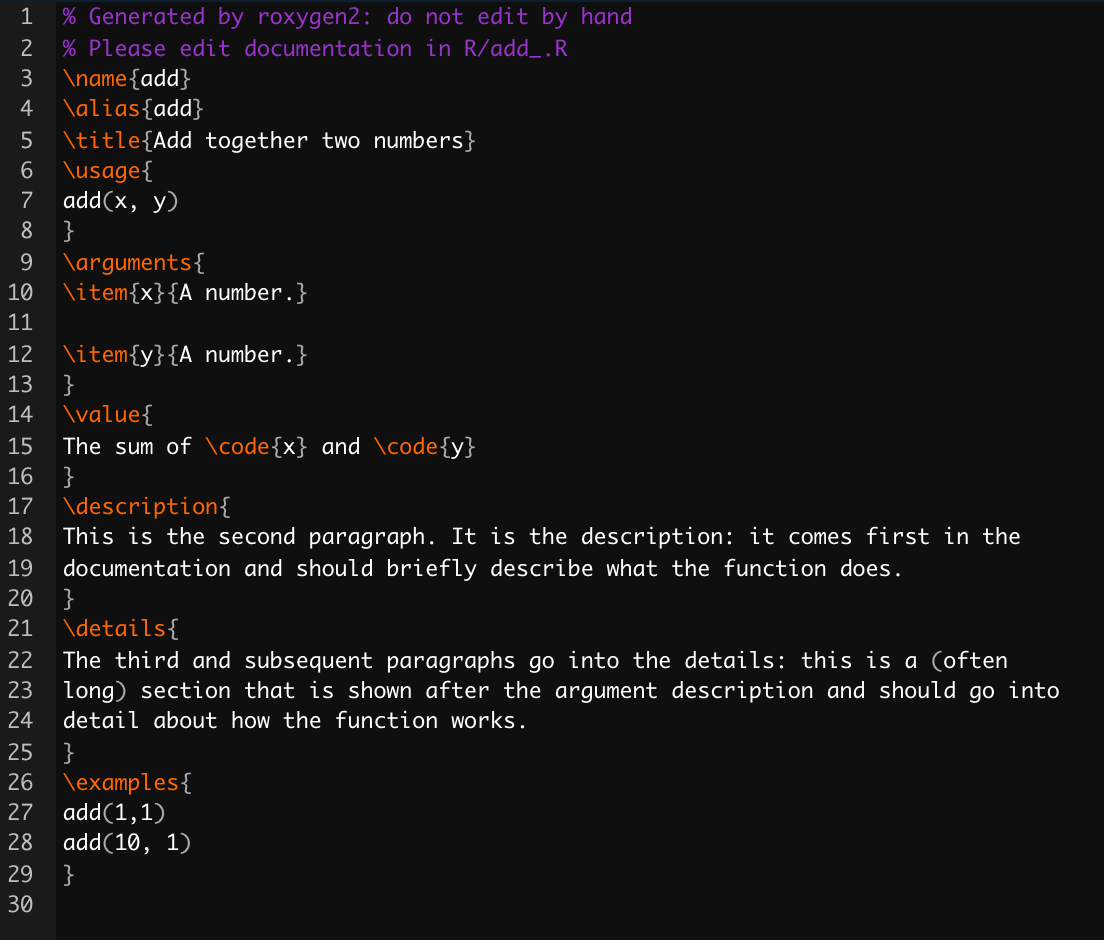 1 % Generated by roxygen2: do not edit by hand
2 % Please edit documentation in R/add_.R
3 \name{add}
4 \alias{add}
5 \title{Add together two numbers}
6 \usage{
7 add(x, y)
8 }
9 \arguments{
10 \item{x}{A number.}
11
12 \item{y}{A number.}
13 }
14 \value{
15 The sum of \code{x} and \code{y}
16 }
17 \description{
18 This is the second paragraph. It is the description: it comes first in the
19 documentation and should briefly describe what the function does.
20 }
21 \details{
22 The third and subsequent paragraphs go into the details: this is a (often
23 long) section that is shown after the argument description and should go into
24 detail about how the function works.
25 }
26 \examples{
27 add(1,1)
28 add(10, 1)
29 }
30